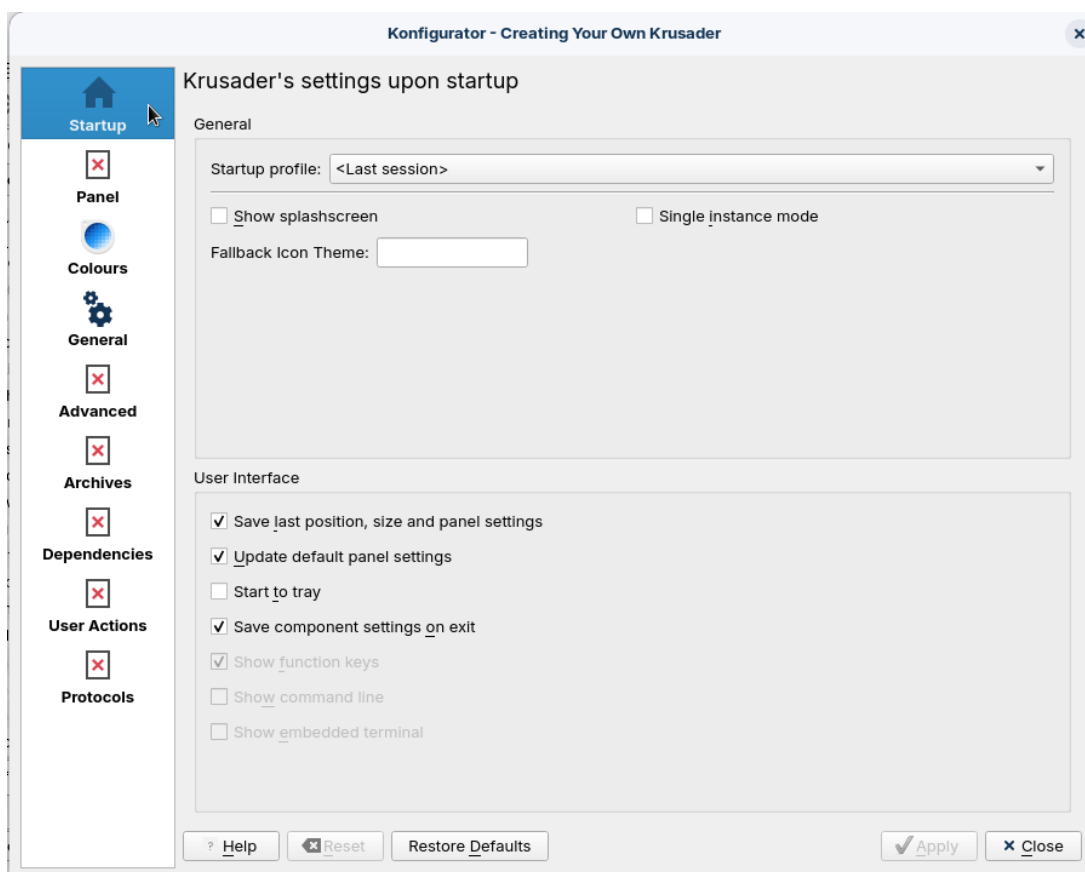 Konfigurator - Creating Your Own Krusader
Startup
Panel
Colours
General
Advanced
Archives
Dependencies
User Actions
Protocols
Krusader's settings upon startup
General
Startup profile: <Last session>
Show splashscreen
Single instance mode
Fallback Icon Theme:
User Interface
Save last position, size and panel settings
Update default panel settings
Start to tray
Save component settings on exit
Show function keys
Show command line
Show embedded terminal
? Help
Reset
Restore Defaults
Apply
Close